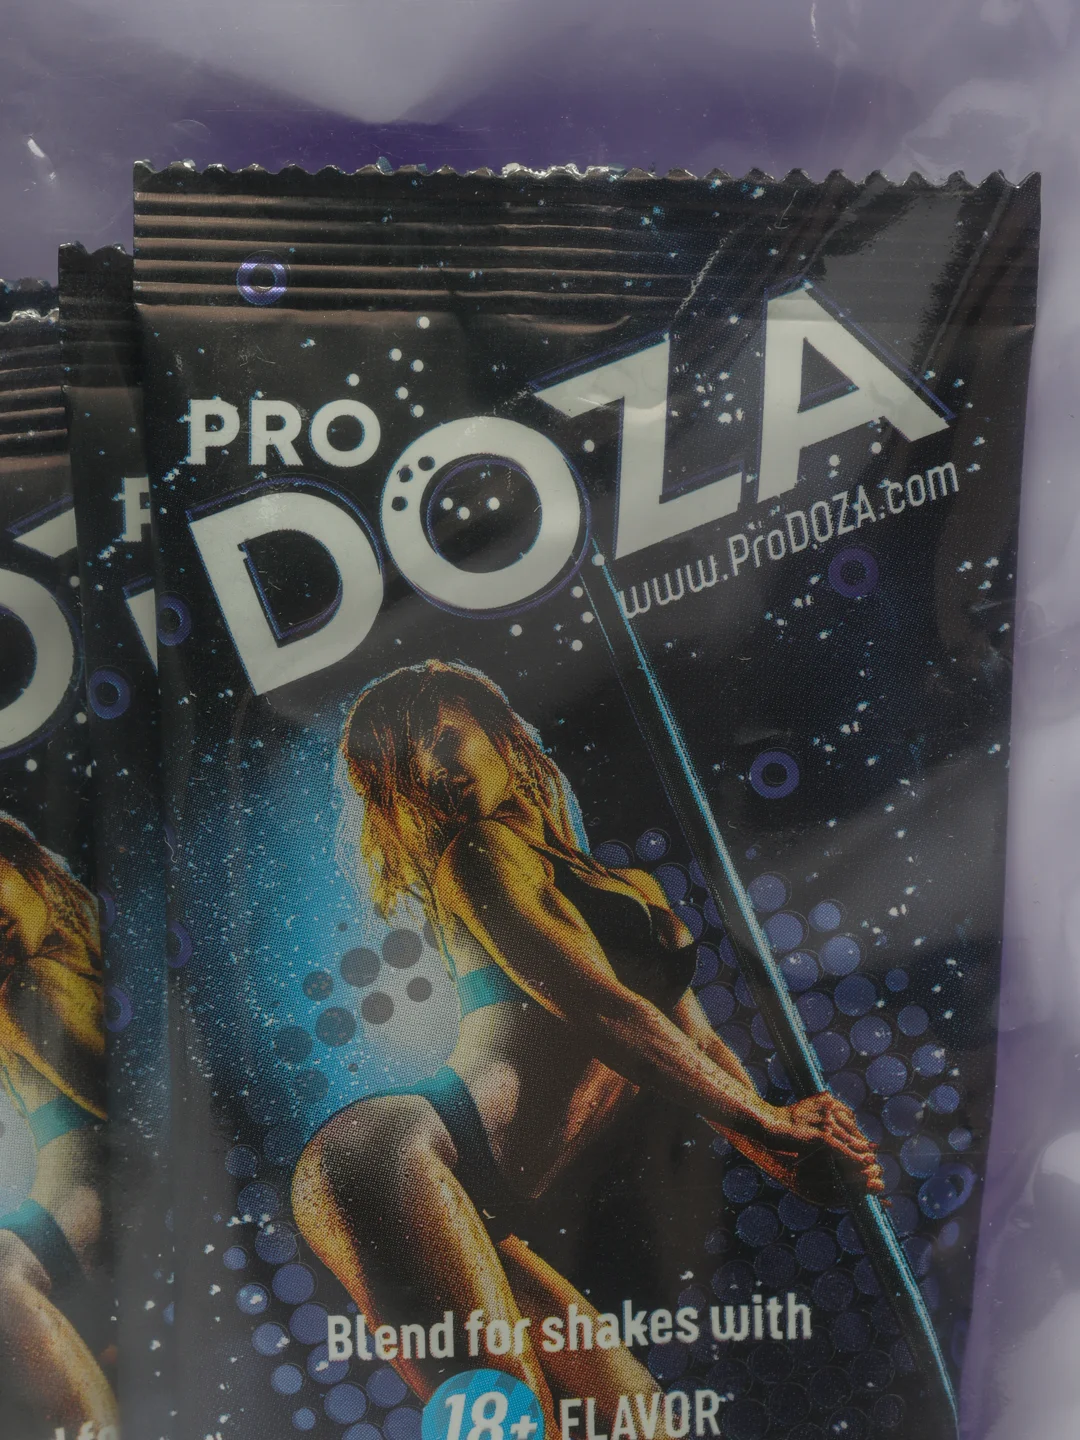 PRO
DOZA
www.ProDOZA.com
Blend for shakes with
18+ FLAVOR